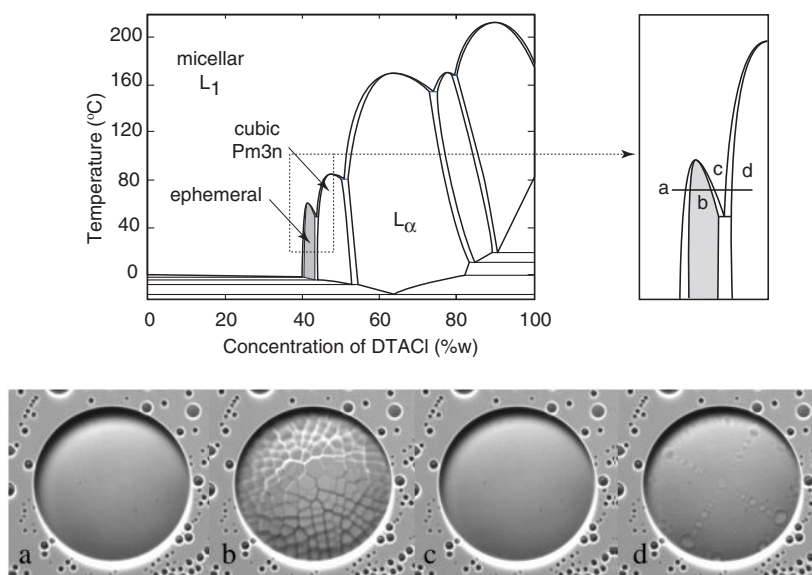 200
160
120
80
40
0
Temperature (°C)
micellar
L1
cubic
Pm3n
ephemeral
Lα
0 20 40 60 80 100
Concentration of DTACl (%w)
a
b
c
d
a
b
c
d